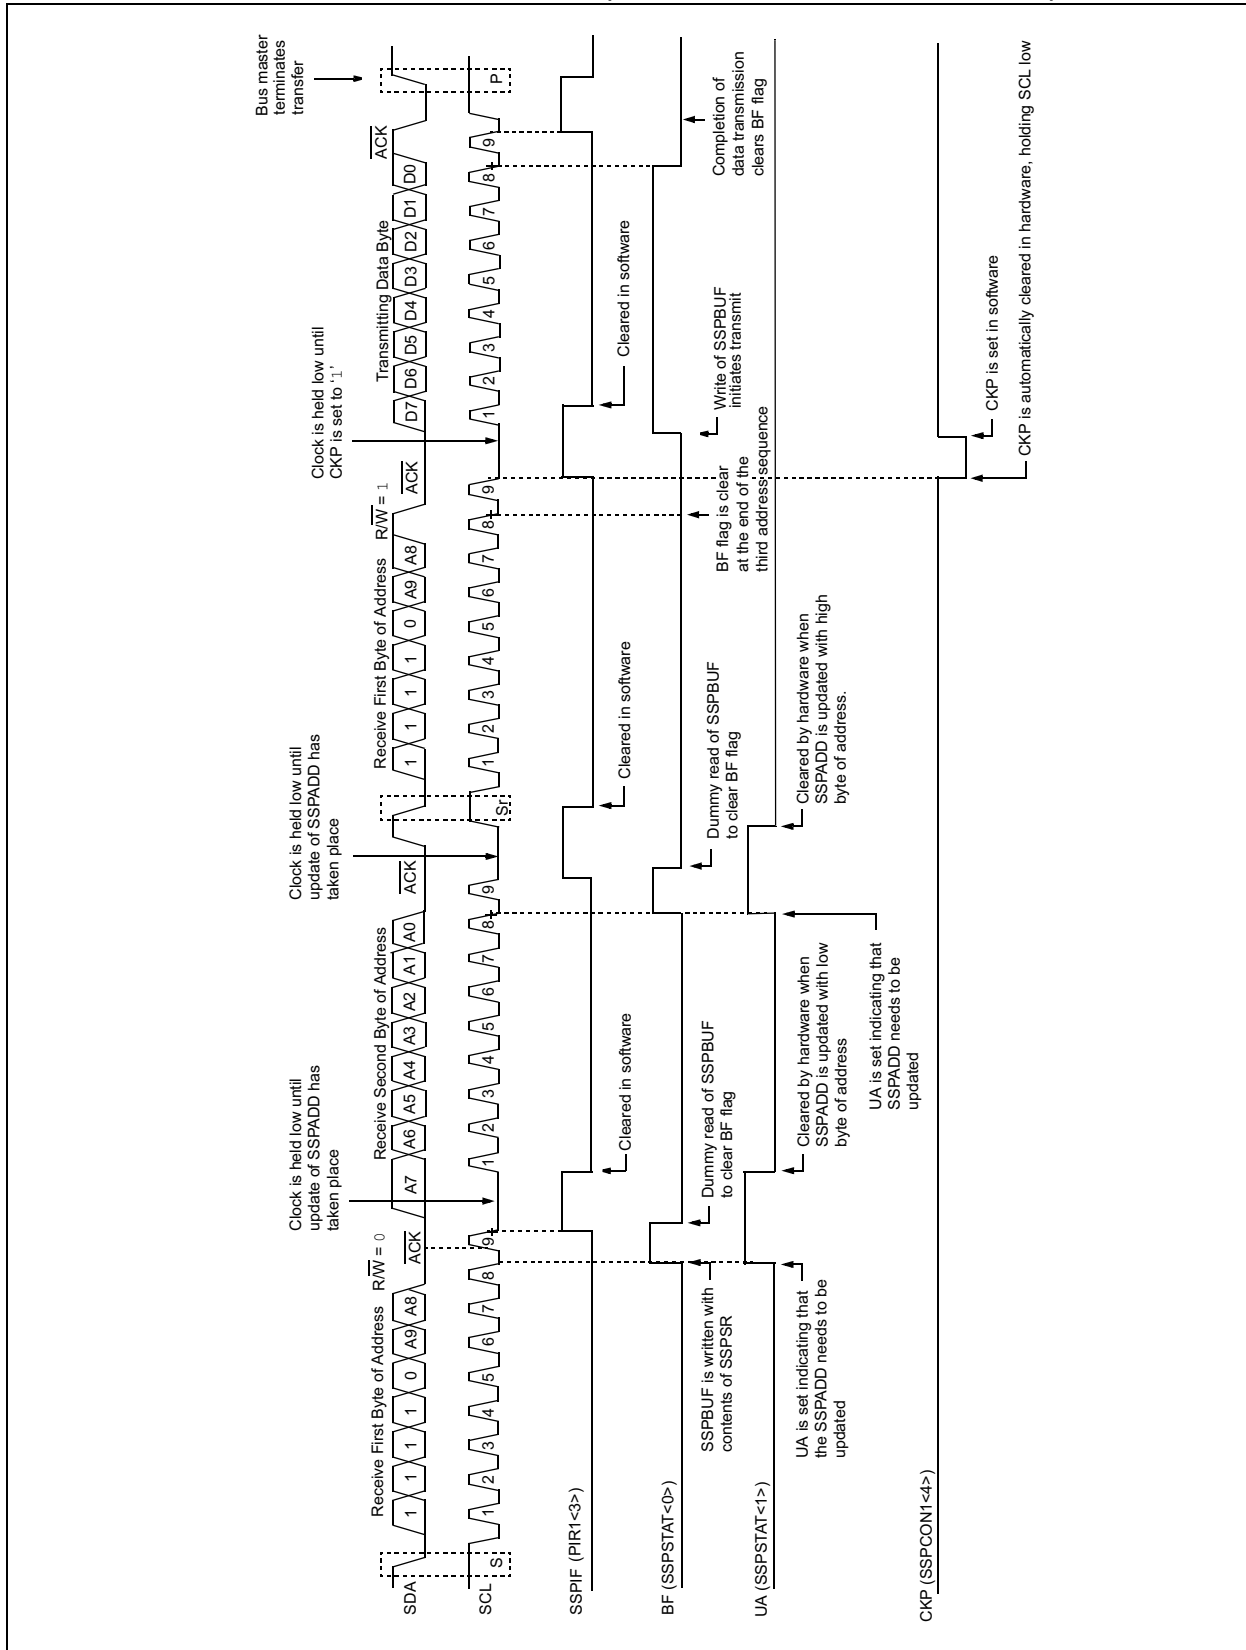 Bus master
terminates
transfer
Clock is held low until
update of SSPADD has
taken place
Clock is held low until
update of SSPADD has
taken place
Clock is held low until
CKP is set to ‘1’
Receive First Byte of Address R/W = 0
ACK
Receive Second Byte of Address
ACK
Receive First Byte of Address R/W = 1
ACK
Transmitting Data Byte
ACK
SDA 1 1 1 1 0 A9 A8 A7 A6 A5 A4 A3 A2 A1 A0 1 1 1 1 0 A9 A8 D7 D6 D5 D4 D3 D2 D1 D0
SCL S 1 2 3 4 5 6 7 8 9 1 2 3 4 5 6 7 8 9 Sr 1 2 3 4 5 6 7 8 9 1 2 3 4 5 6 7 8 9 P
SSPIF (PIR1<3>)
Cleared in software
Cleared in software
Cleared in software
BF (SSPSTAT<0>)
SSPBUF is written with
contents of SSPSR
Dummy read of SSPBUF
to clear BF flag
Dummy read of SSPBUF
to clear BF flag
BF flag is clear
at the end of the
third address sequence
Write of SSPBUF
initiates transmit
Completion of
data transmission
clears BF flag
UA (SSPSTAT<1>)
UA is set indicating that
the SSPADD needs to be
updated
Cleared by hardware when
SSPADD is updated with low
byte of address
UA is set indicating that
SSPADD needs to be
updated
Cleared by hardware when
SSPADD is updated with high
byte of address.
CKP (SSPCON1<4>)
CKP is set in software
CKP is automatically cleared in hardware, holding SCL low